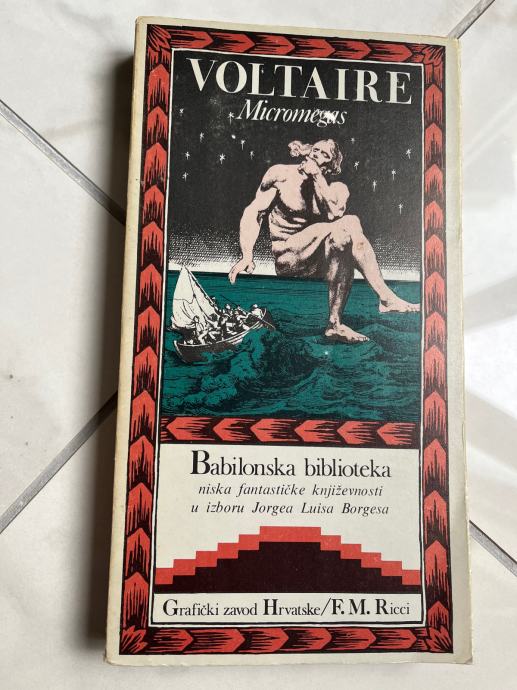 VOLTAIRE
Micromegas
Babilonska biblioteka
niska fantastičke književnosti
u izboru Jorgea Luisa Borgesa
Grafički zavod Hrvatske/F. M. Ricci